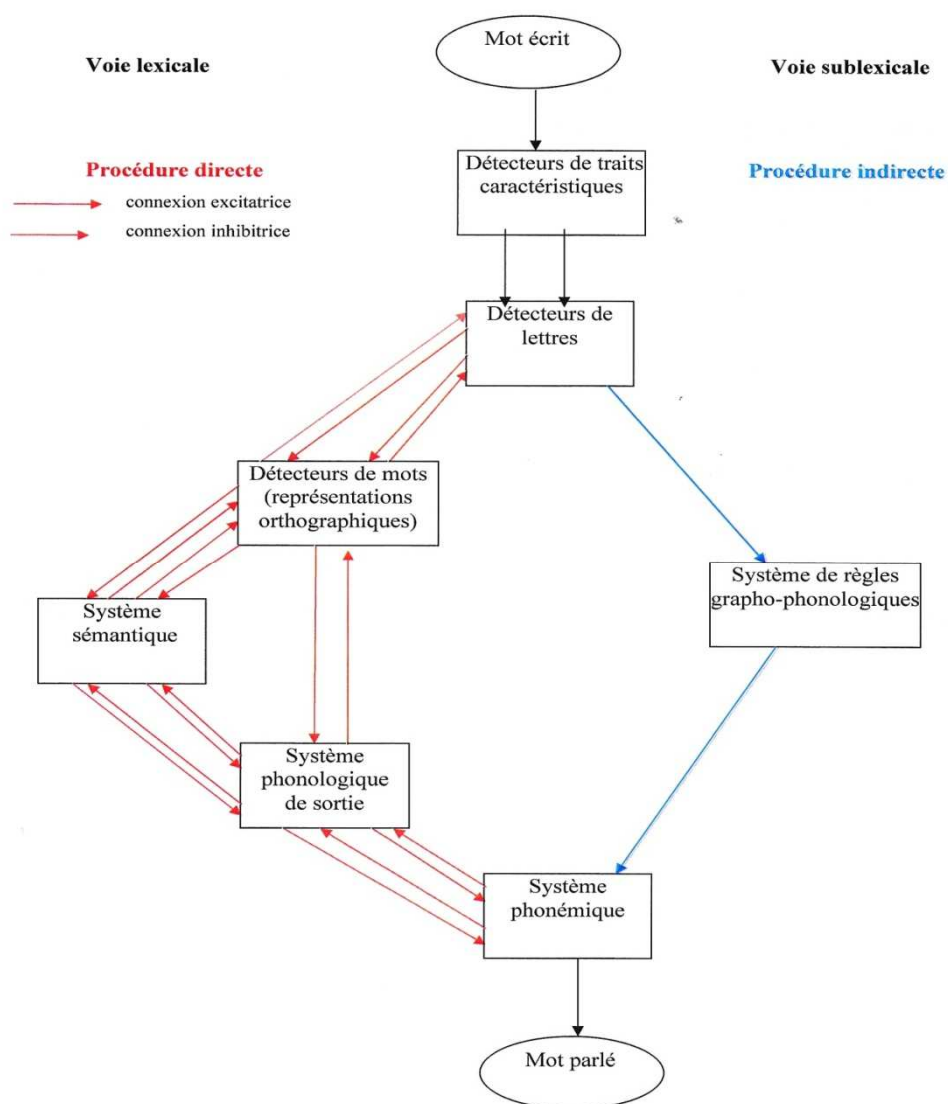 Mot écrit
Voie lexicale
Voie sublexicale
Procédure directe
connexion excitatrice
connexion inhibitrice
Détecteurs de traits
caractéristiques
Procédure indirecte
Détecteurs de
lettres
Détecteurs de mots
(représentations
orthographiques)
Système de règles
grapho-phonologiques
Système
sémantique
Système
phonologique
de sortie
Système
phonémique
Mot parlé